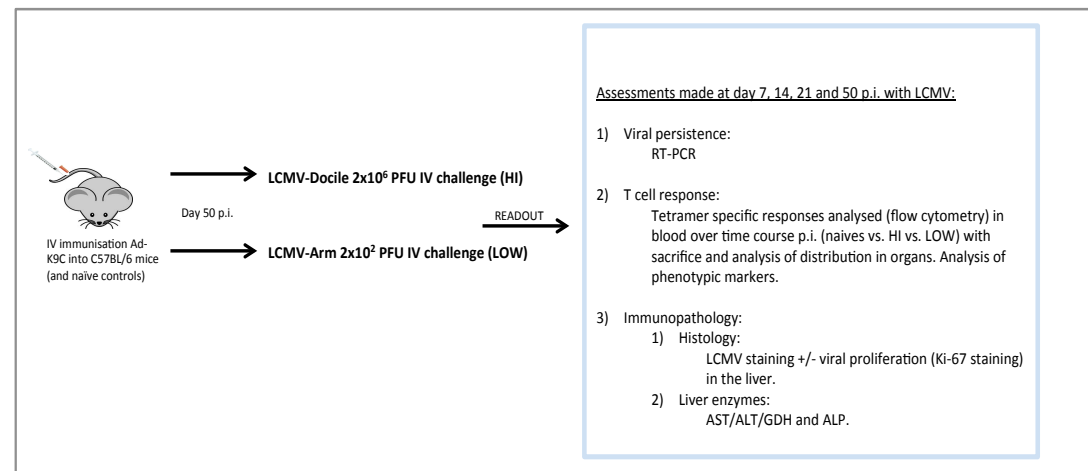 IV immunisation Ad-
K9C into C57BL/6 mice
(and naïve controls)
Day 50 p.i.
LCMV-Docile 2x10⁶ PFU IV challenge (HI)
LCMV-Arm 2x10² PFU IV challenge (LOW)
READOUT
Assessments made at day 7, 14, 21 and 50 p.i. with LCMV:
1) Viral persistence:
RT-PCR
2) T cell response:
Tetramer specific responses analysed (flow cytometry) in
blood over time course p.i. (naives vs. HI vs. LOW) with
sacrifice and analysis of distribution in organs. Analysis of
phenotypic markers.
3) Immunopathology:
1) Histology:
LCMV staining +/- viral proliferation (Ki-67 staining)
in the liver.
2) Liver enzymes:
AST/ALT/GDH and ALP.